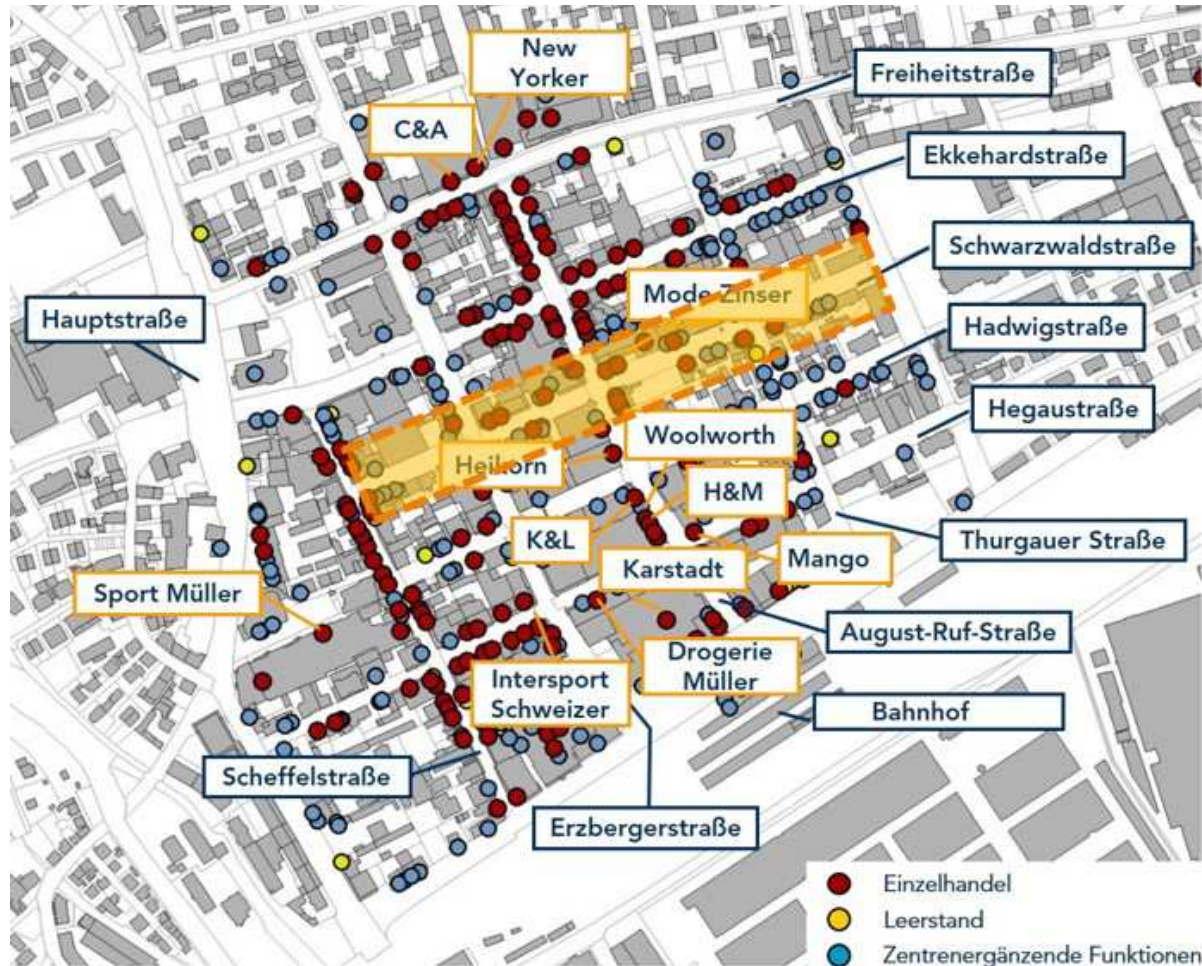 New
Yorker
Freiheitstraße
C&A
Ekkehardstraße
Schwarzwaldstraße
Mode Zinser
Hauptstraße
Hadwigstraße
Hegaustraße
Woolworth
Heikorn
H&M
K&L
Thurgauer Straße
Mango
Karstadt
Sport Müller
August-Ruf-Straße
Drogerie
Müller
Intersport
Schweizer
Bahnhof
Scheffelstraße
Erzbergerstraße
Einzelhandel
Leerstand
Zentrenergänzende Funktionen